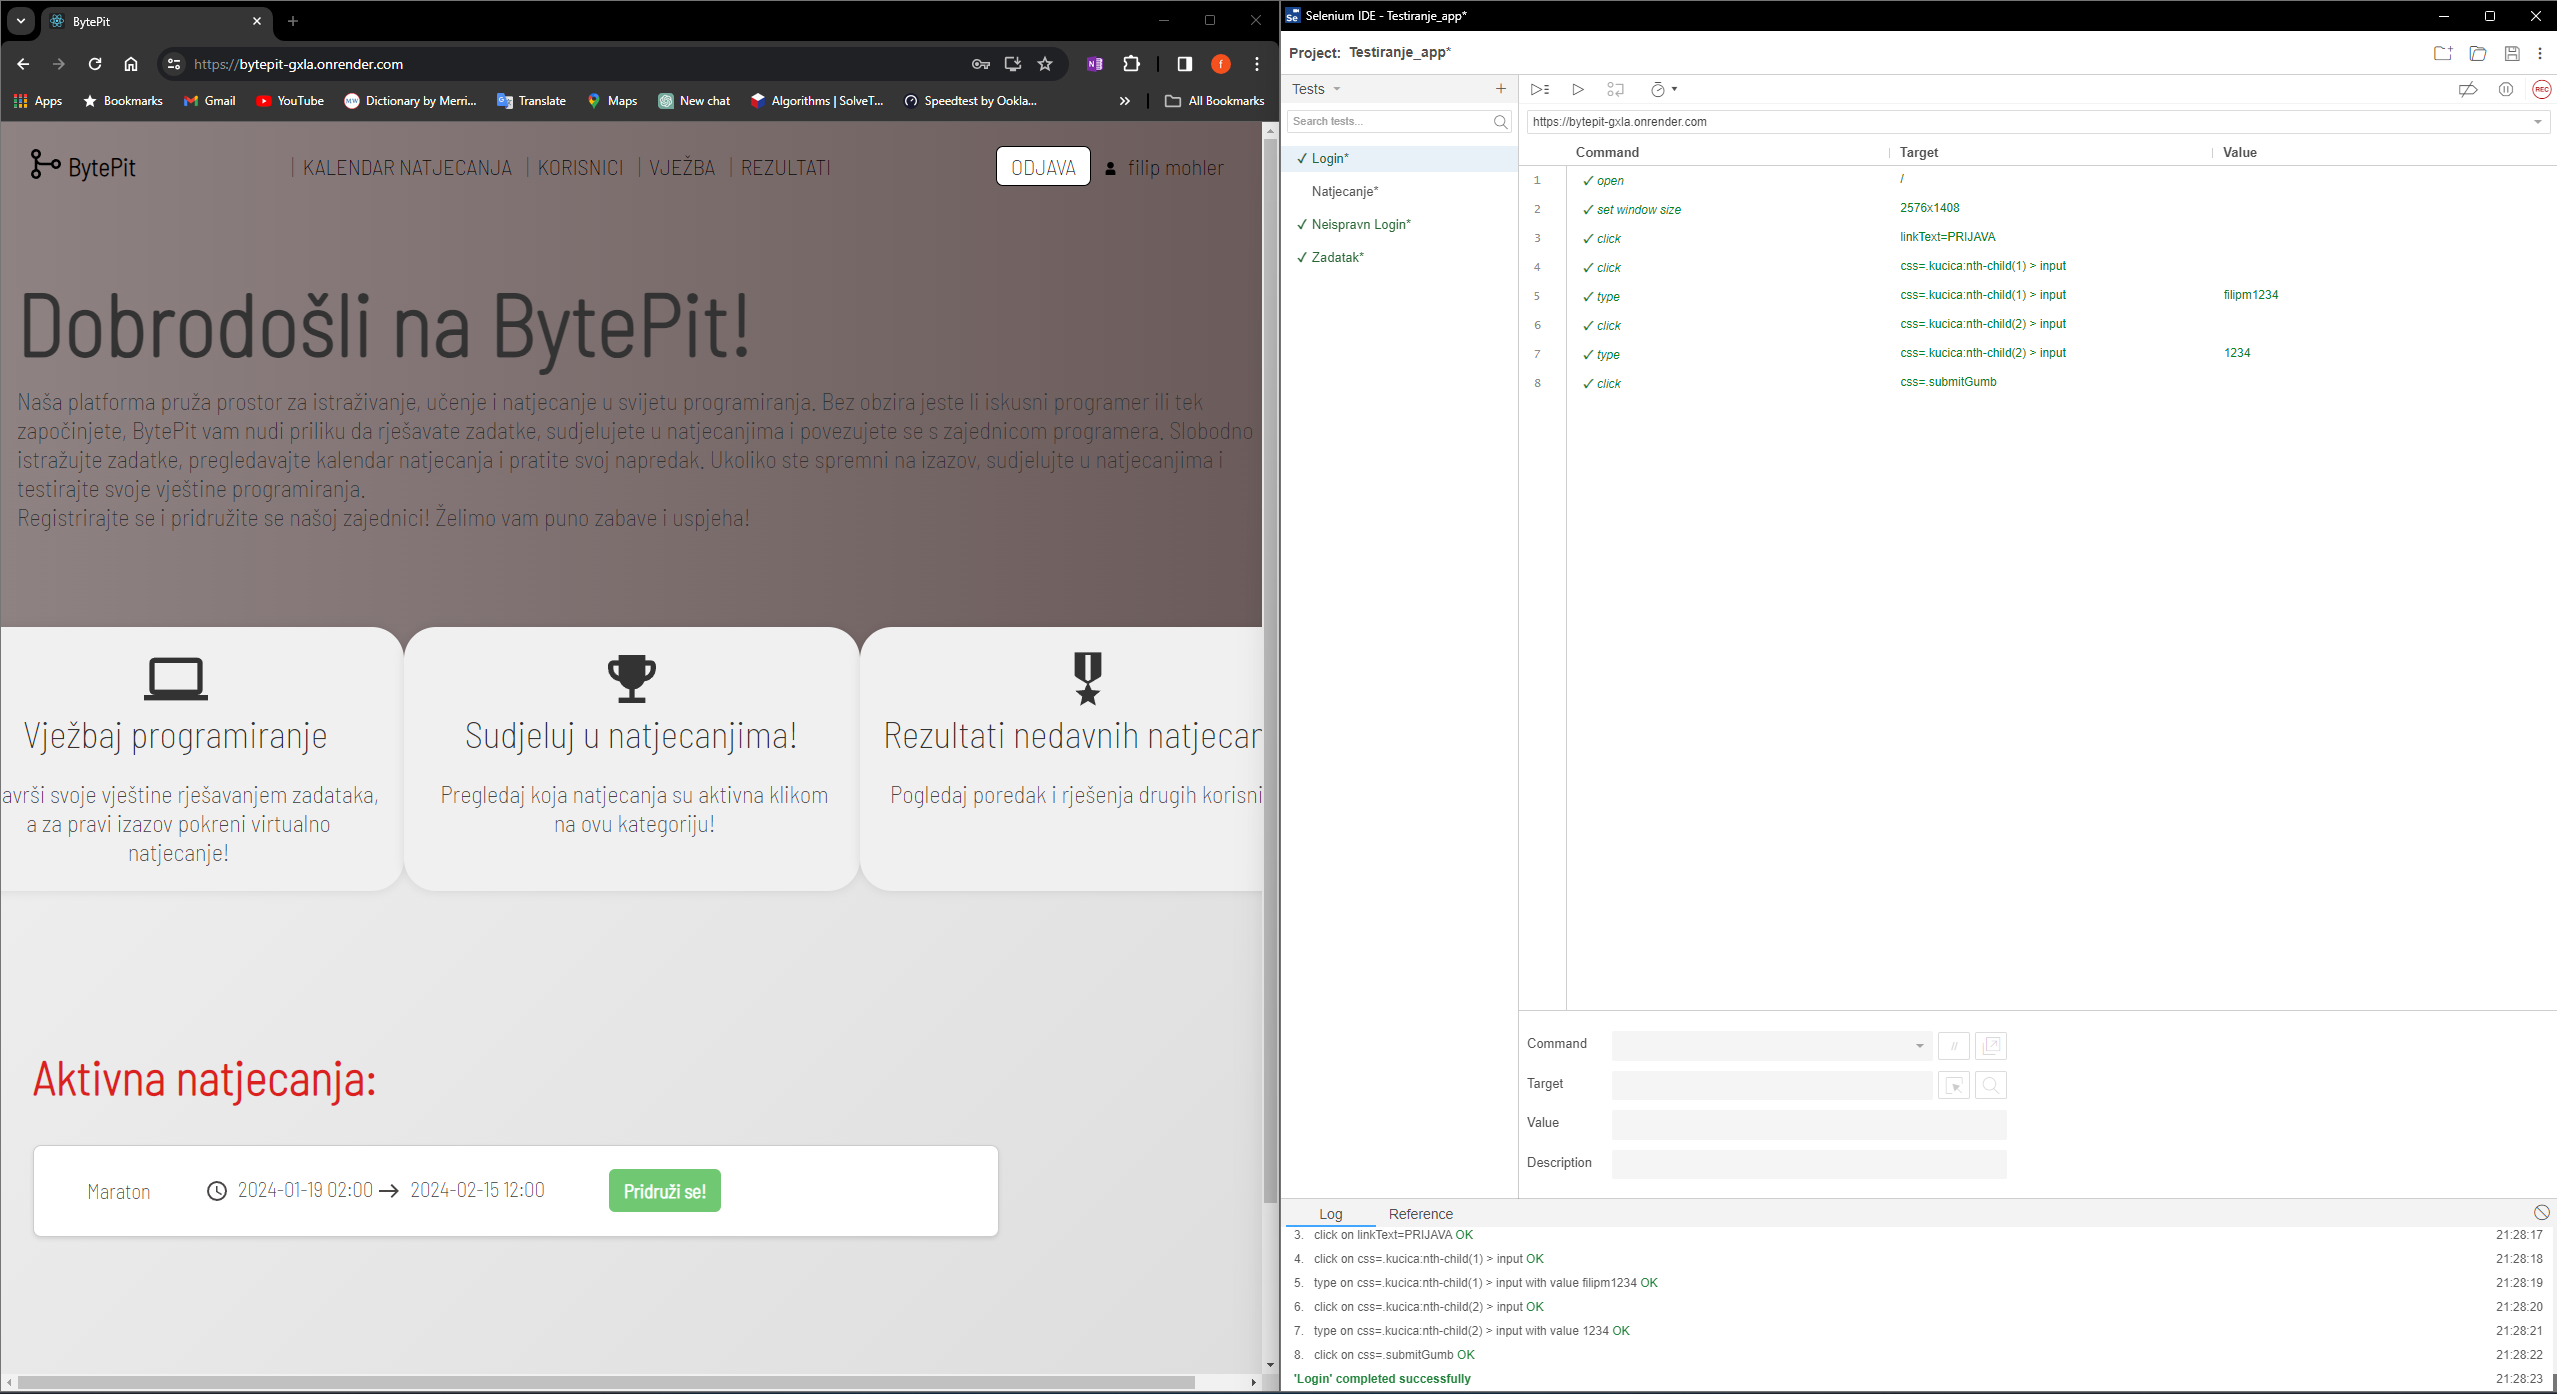 BytePit
https://bytepit-gxla.onrender.com
Apps
Bookmarks
Gmail
YouTube
Dictionary by Merri...
Translate
Maps
New chat
Algorithms | SolveT...
Speedtest by Ookla...
All Bookmarks
BytePit
KALENDAR NATJECANJA
KORISNICI
VJEŽBA
REZULTATI
ODJAVA
filip mohler
Dobrodošli na BytePit!
Naša platforma pruža prostor za istraživanje, učenje i natjecanje u svijetu programiranja. Bez obzira jeste li iskusni programer ili tek
započinjete, BytePit vam nudi priliku da rješavate zadatke, sudjelujete u natjecanjima i povezujete se s zajednicom programera. Slobodno
istražujte zadatke, pregledavajte kalendar natjecanja i pratite svoj napredak. Ukoliko ste spremni na izazov, sudjelujte u natjecanjima i
testirajte svoje vještine programiranja.
Registrirajte se i pridružite se našoj zajednici! Želimo vam puno zabave i uspjeha!
Vježbaj programiranje
avrši svoje vještine rješavanjem zadataka,
a za pravi izazov pokreni virtualno
natjecanje!
Sudjeluj u natjecanjima!
Pregledaj koja natjecanja su aktivna klikom
na ovu kategoriju!
Rezultati nedavnih natjecan
Pogledaj poredak i rješenja drugih korisni
Aktivna natjecanja:
Maraton
2024-01-19 02:00
2024-02-15 12:00
Pridruži se!
Selenium IDE - Testiranje_app*
Project: Testiranje_app*
Tests
Search tests...
✓ Login*
Natjecanje*
✓ Neispravn Login*
✓ Zadatak*
REC
https://bytepit-gxla.onrender.com
Command Target Value
1 ✓ open /
2 ✓ set window size 2576x1408
3 ✓ click linkText=PRIJAVA
4 ✓ click css=.kucica:nth-child(1) > input
5 ✓ type css=.kucica:nth-child(1) > input filipm1234
6 ✓ click css=.kucica:nth-child(2) > input
7 ✓ type css=.kucica:nth-child(2) > input 1234
8 ✓ click css=.submitGumb
Command
//
Target
Value
Description
Log
Reference
3. click on linkText=PRIJAVA OK 21:28:17
4. click on css=.kucica:nth-child(1) > input OK 21:28:18
5. type on css=.kucica:nth-child(1) > input with value filipm1234 OK 21:28:19
6. click on css=.kucica:nth-child(2) > input OK 21:28:20
7. type on css=.kucica:nth-child(2) > input with value 1234 OK 21:28:21
8. click on css=.submitGumb OK 21:28:22
'Login' completed successfully 21:28:23